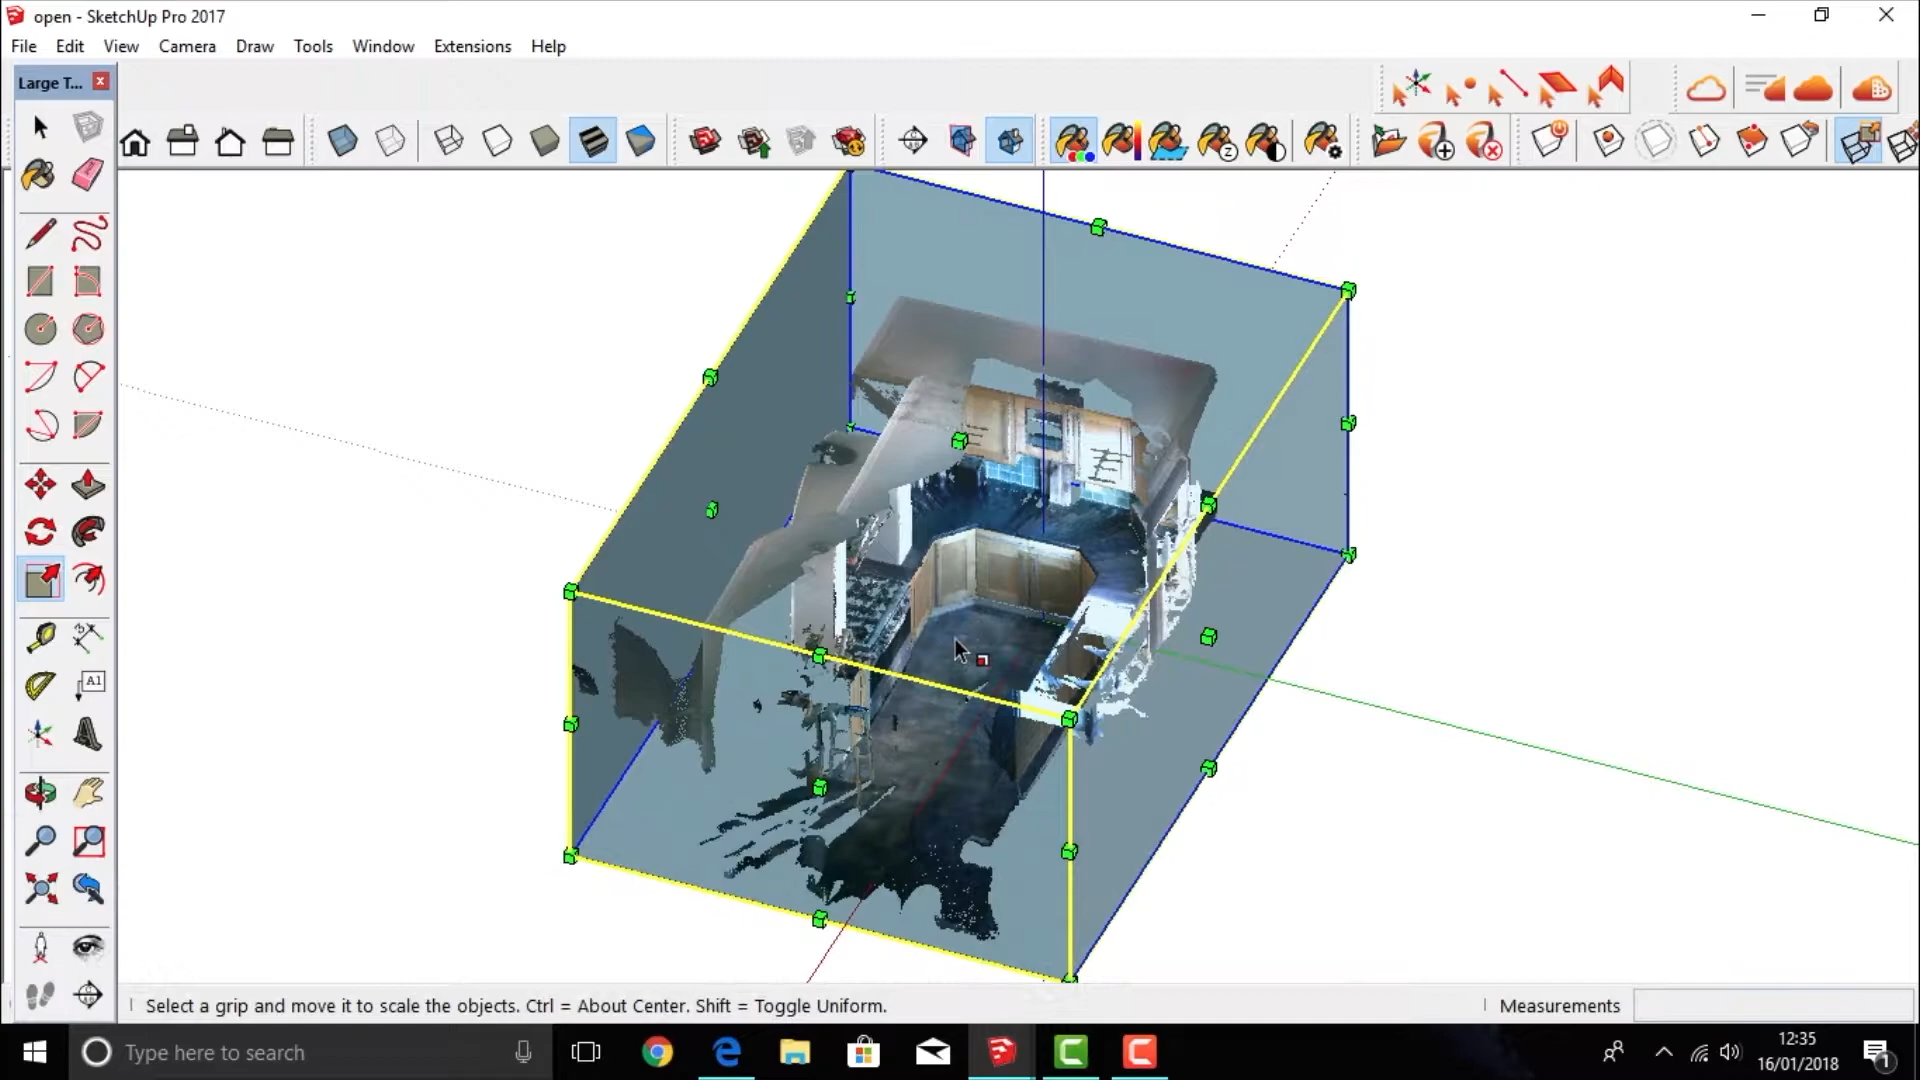 open - SketchUp Pro 2017
File Edit View Camera Draw Tools Window Extensions Help
Large T...
Z
A1
A
Select a grip and move it to scale the objects. Ctrl = About Center. Shift = Toggle Uniform.
Measurements
Type here to search
12:35
16/01/2018
1